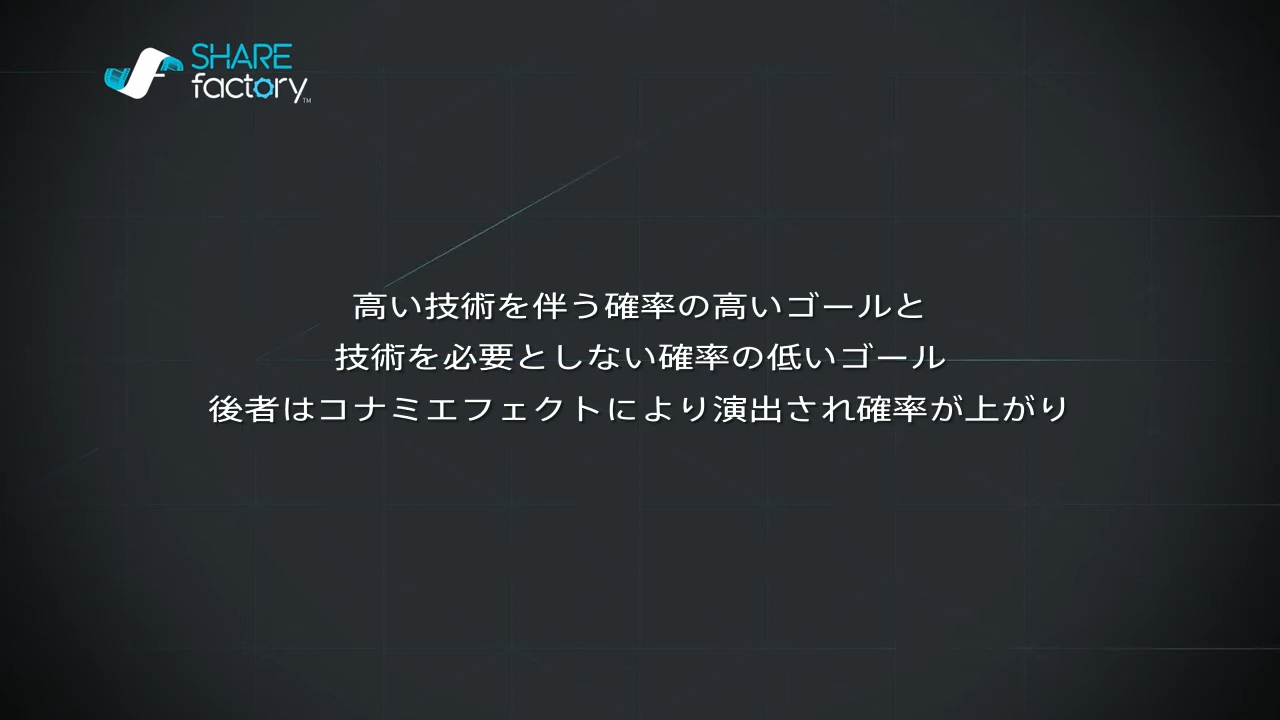 SHARE
factory™
高い技術を伴う確率の高いゴールと
技術を必要としない確率の低いゴール
後者はコナミエフェクトにより演出され確率が上がり